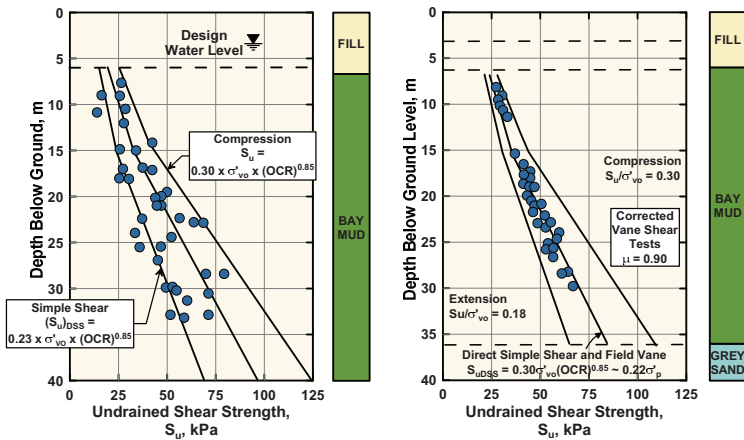 0
5
10
15
20
25
30
35
40
Depth Below Ground, m
Design
Water Level
Compression
Su =
0.30 x σ'vo x (OCR)^0.85
Simple Shear
(Su)DSS =
0.23 x σ'vo x (OCR)^0.85
0 25 50 75 100 125
Undrained Shear Strength,
Su, kPa
FILL
BAY
MUD
0
5
10
15
20
25
30
35
40
Depth Below Ground Level, m
Compression
Su/σ'vo = 0.30
Corrected
Vane Shear
Tests
μ = 0.90
Extension
Su/σ'vo = 0.18
Direct Simple Shear and Field Vane
SuDSS = 0.30σ'vo(OCR)^0.85 ~ 0.22σ'p
0 25 50 75 100 125
Undrained Shear Strength,
Su, kPa
FILL
BAY
MUD
GREY
SAND